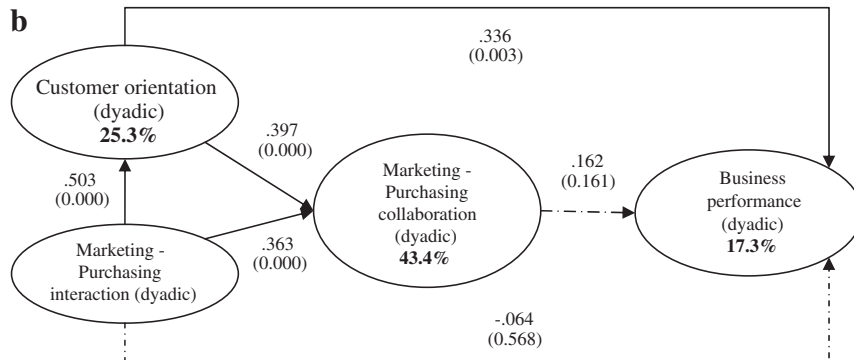 b
.336
(0.003)
Customer orientation
(dyadic)
25.3%
.397
(0.000)
.503
(0.000)
Marketing -
Purchasing
collaboration
(dyadic)
43.4%
.162
(0.161)
Business
performance
(dyadic)
17.3%
Marketing -
Purchasing
interaction (dyadic)
.363
(0.000)
-.064
(0.568)